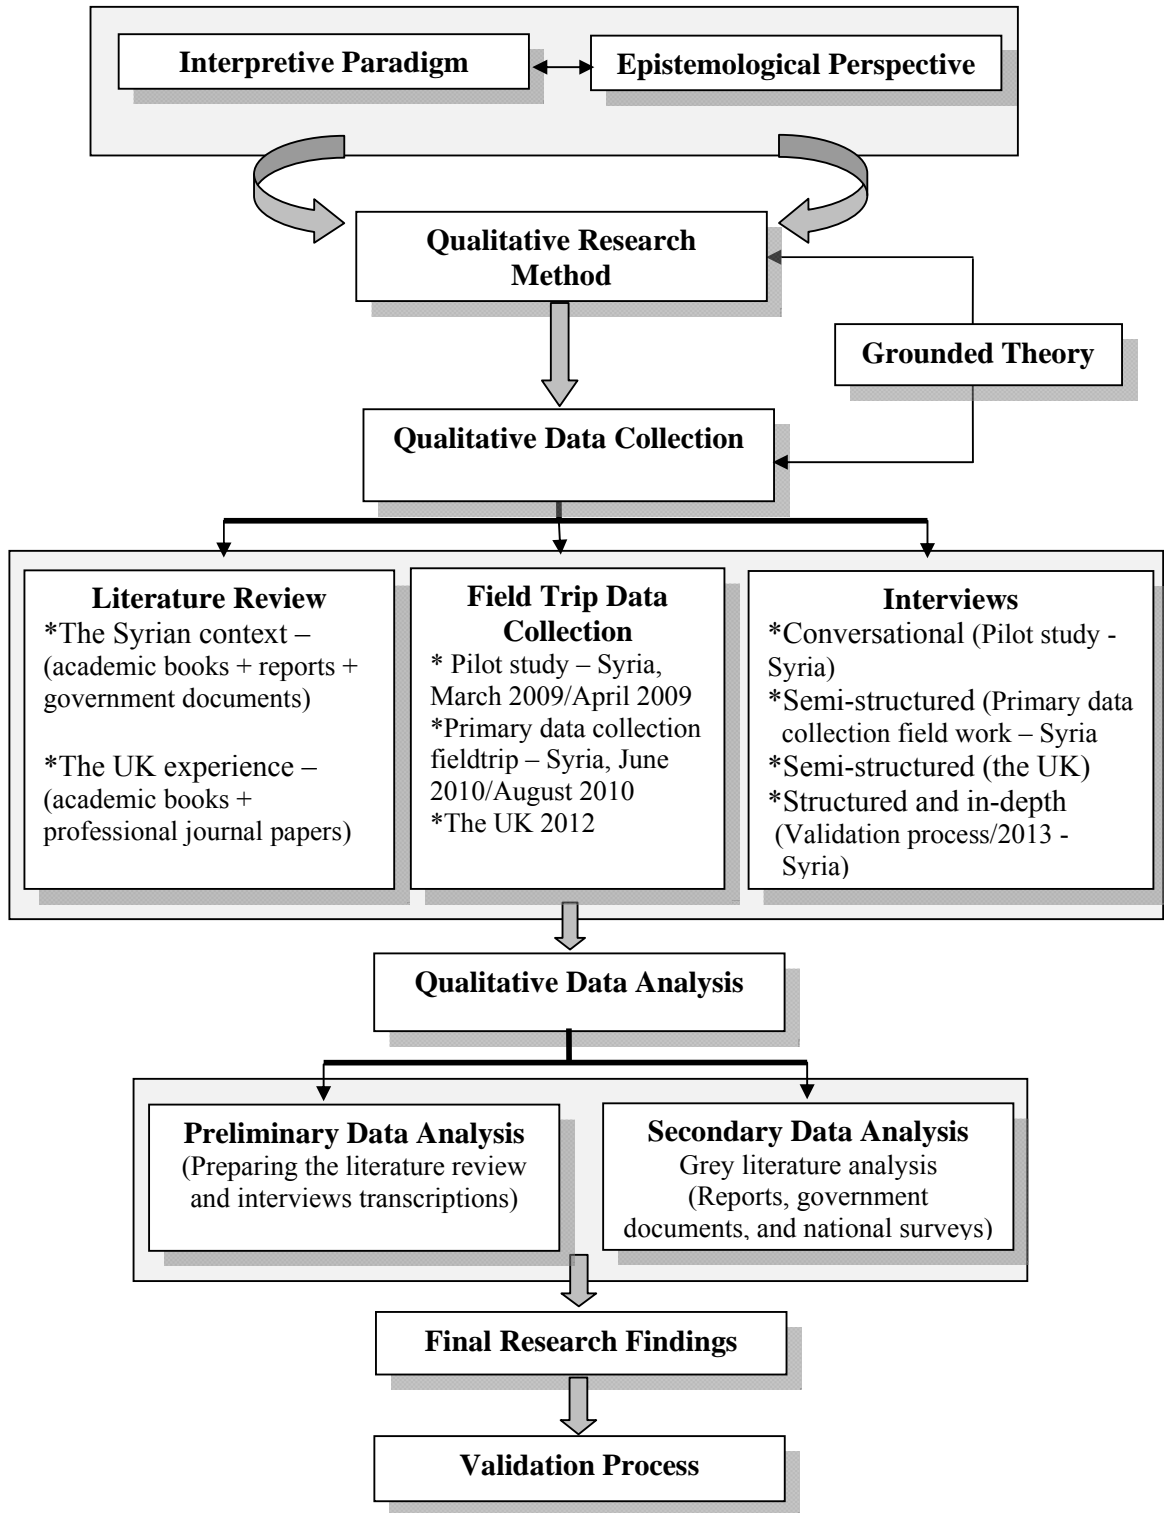 Interpretive Paradigm
Epistemological Perspective
Qualitative Research
Method
Grounded Theory
Qualitative Data Collection
Literature Review
*The Syrian context –
(academic books + reports +
government documents)
*The UK experience –
(academic books +
professional journal papers)
Field Trip Data
Collection
* Pilot study – Syria,
March 2009/April 2009
*Primary data collection
fieldtrip – Syria, June
2010/August 2010
*The UK 2012
Interviews
*Conversational (Pilot study -
Syria)
*Semi-structured (Primary data
collection field work – Syria
*Semi-structured (the UK)
*Structured and in-depth
(Validation process/2013 -
Syria)
Qualitative Data Analysis
Preliminary Data Analysis
(Preparing the literature review
and interviews transcriptions)
Secondary Data Analysis
Grey literature analysis
(Reports, government
documents, and national surveys)
Final Research Findings
Validation Process